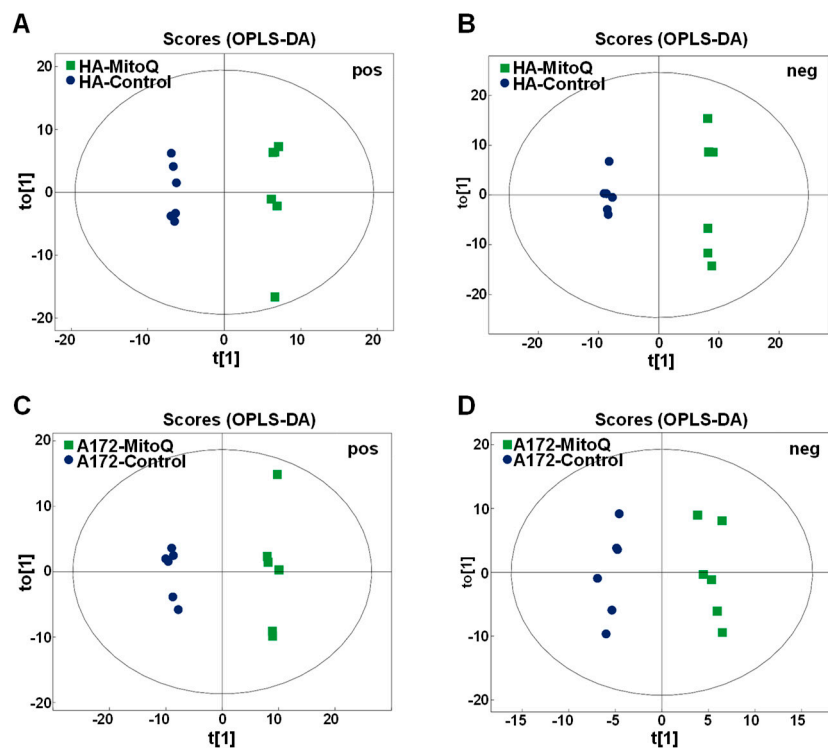 A
Scores (OPLS-DA)
HA-MitoQ
HA-Control
pos
20
10
0
-10
-20
to[1]
-20 -10 0 10 20
t[1]
B
Scores (OPLS-DA)
HA-MitoQ
HA-Control
neg
20
10
0
-10
-20
to[1]
-20 -10 0 10 20
t[1]
C
Scores (OPLS-DA)
A172-MitoQ
A172-Control
pos
20
10
0
-10
-20
to[1]
-20 -10 0 10 20
t[1]
D
Scores (OPLS-DA)
A172-MitoQ
A172-Control
neg
20
10
0
-10
-20
to[1]
-15 -10 -5 0 5 10 15
t[1]